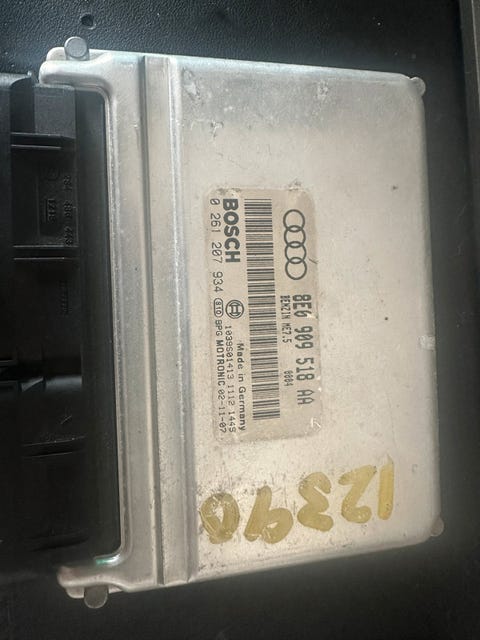 8E0 909 518 AA
BENZIN ME7.5 0004
BOSCH
0 261 207 934
Made in Germany
1039S01413 1112 1449
BPG MOTRONIC 02-11-07
12390